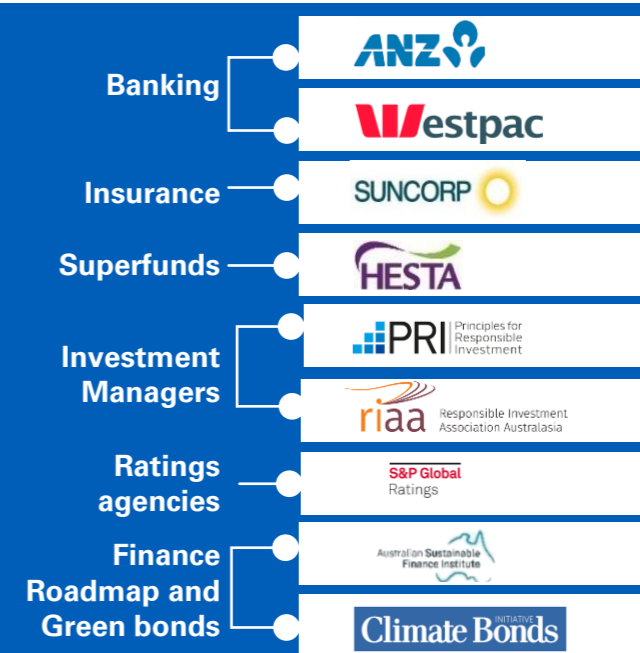 Banking
ANZ
Westpac
Insurance
SUNCORP
Superfunds
HESTA
Investment
Managers
PRI
Principles for
Responsible
Investment
riaa
Responsible Investment
Association Australasia
Ratings
agencies
S&P Global
Ratings
Finance
Roadmap and
Green bonds
Australian Sustainable
Finance Institute
Climate Bonds
INITIATIVE